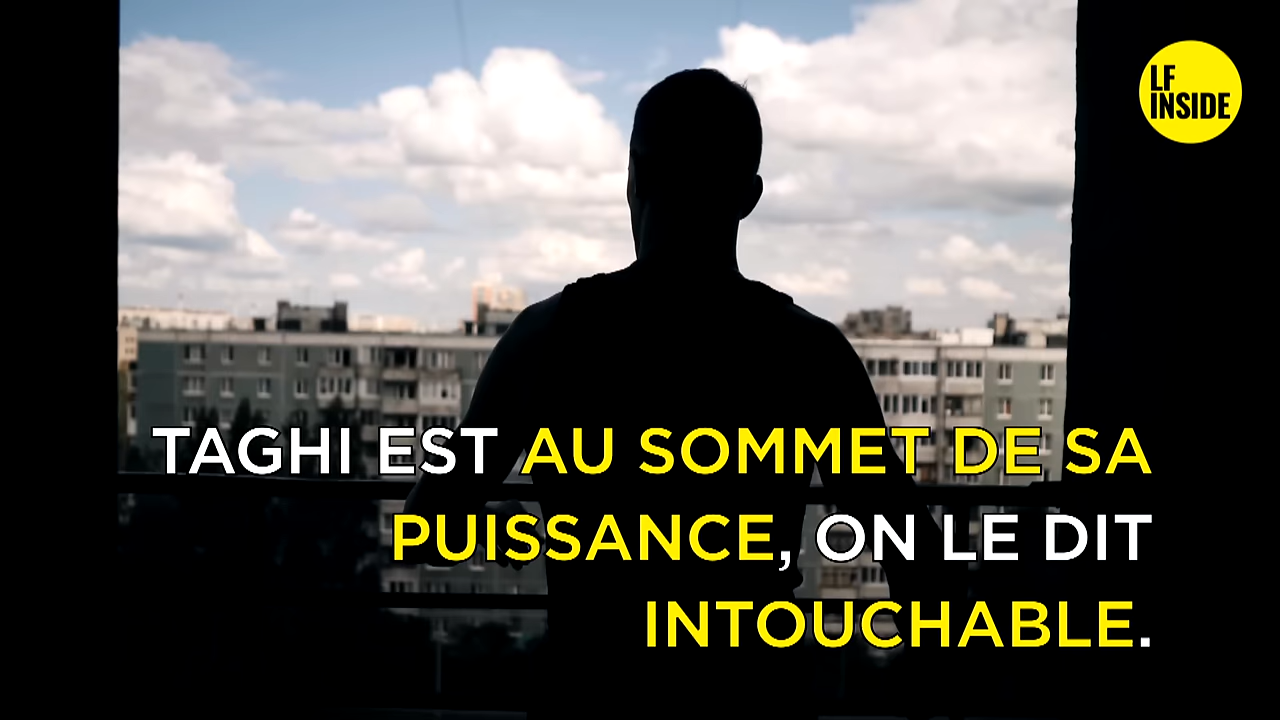 LF
INSIDE
TAGHI EST AU SOMMET DE SA
PUISSANCE, ON LE DIT
INTOUCHABLE.